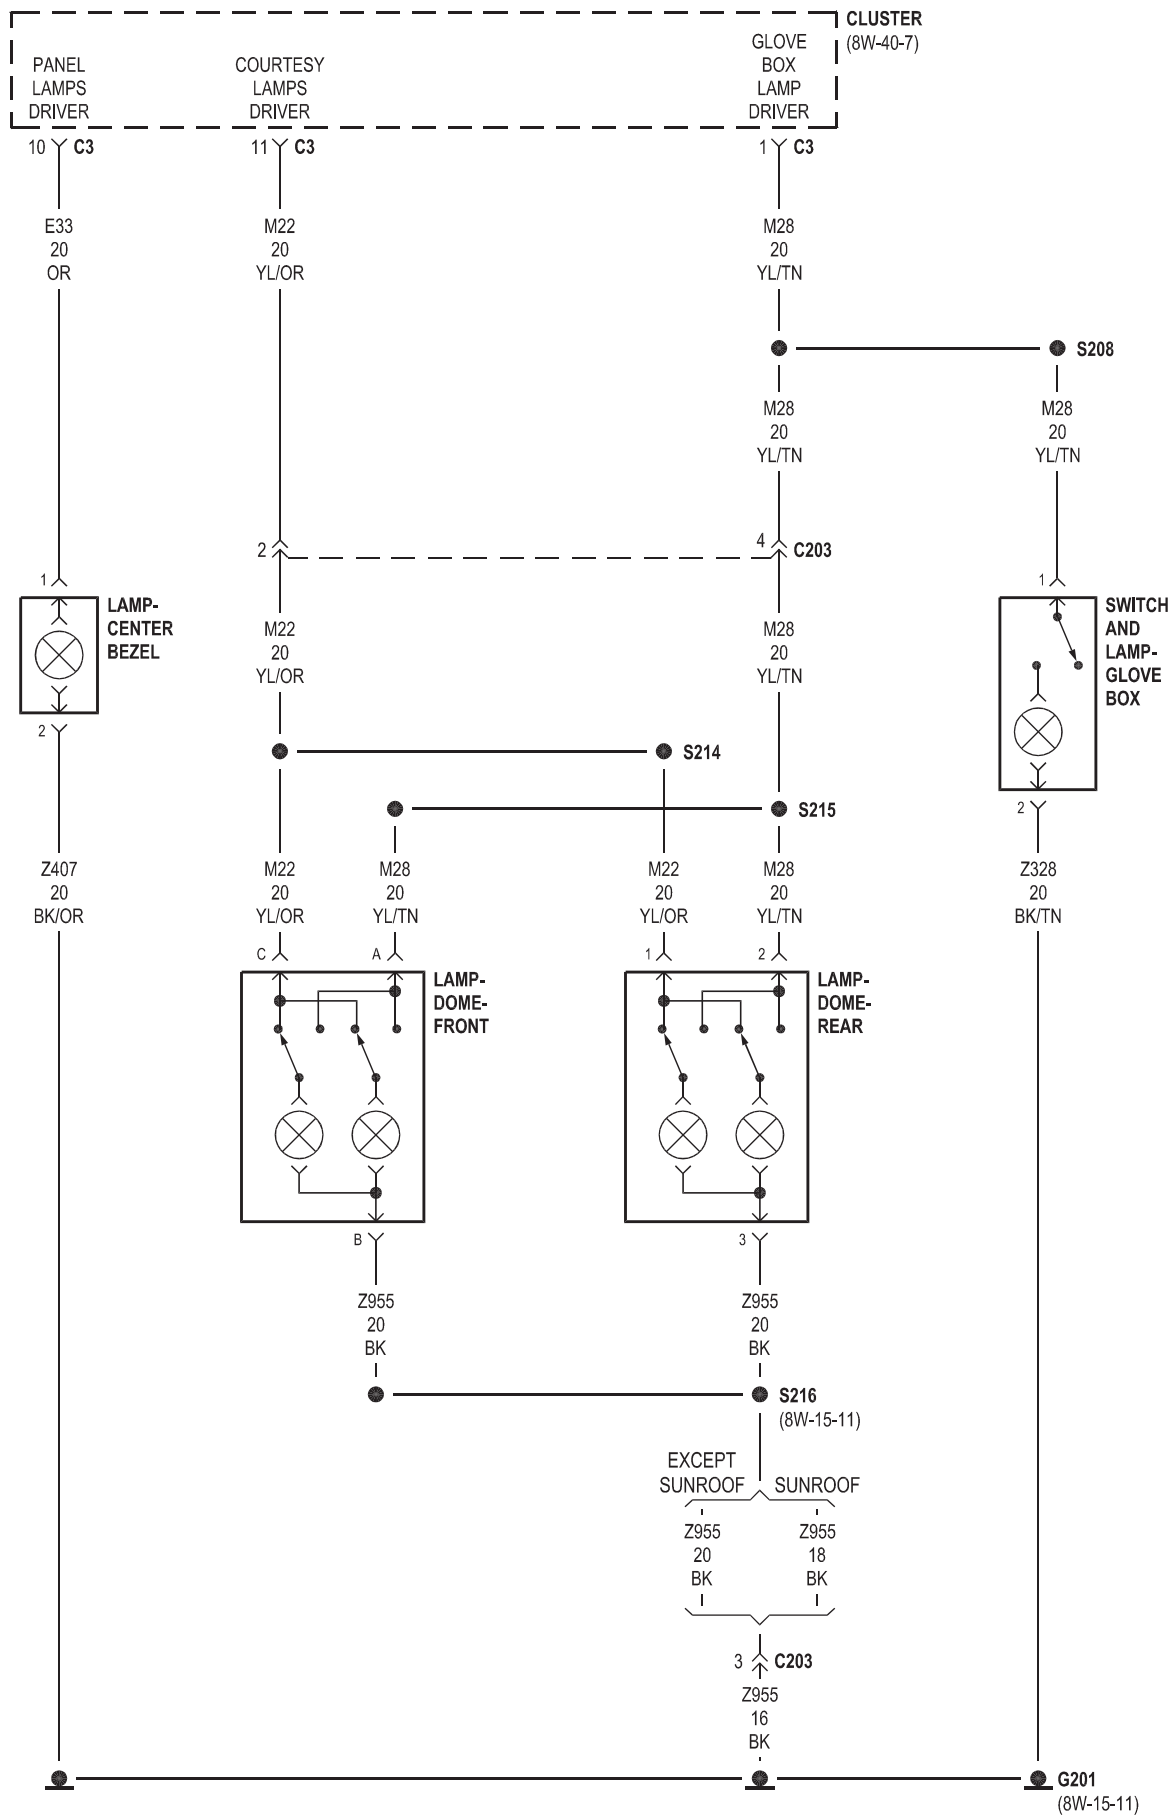 CLUSTER
(8W-40-7)
PANEL
LAMPS
DRIVER
COURTESY
LAMPS
DRIVER
GLOVE
BOX
LAMP
DRIVER
10 C3
11 C3
1 C3
E33
20
OR
M22
20
YL/OR
M28
20
YL/TN
S208
M28
20
YL/TN
M28
20
YL/TN
2
4
C203
1
LAMP-
CENTER
BEZEL
2
M22
20
YL/OR
M28
20
YL/TN
1
SWITCH
AND
LAMP-
GLOVE
BOX
2
S214
S215
Z407
20
BK/OR
M22
20
YL/OR
M28
20
YL/TN
M22
20
YL/OR
M28
20
YL/TN
Z328
20
BK/TN
C
A
LAMP-
DOME-
FRONT
B
1
2
LAMP-
DOME-
REAR
3
Z955
20
BK
Z955
20
BK
S216
(8W-15-11)
EXCEPT
SUNROOF
SUNROOF
Z955
20
BK
Z955
18
BK
3 C203
Z955
16
BK
G201
(8W-15-11)